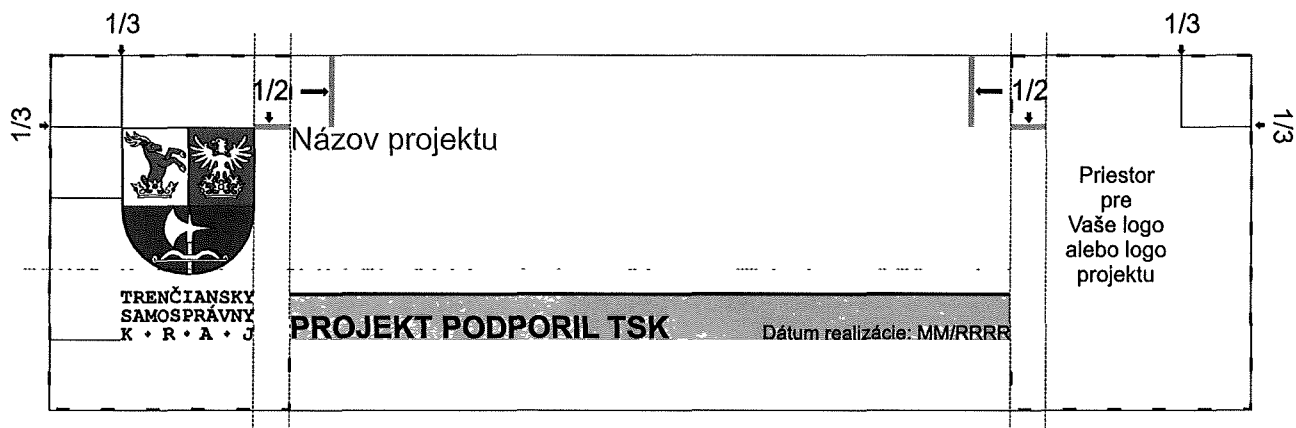 1/3
1/3
1/2
1/2
1/3
1/3
Názov projektu
Priestor
pre
Vaše logo
alebo logo
projektu
TRENČIANSKY
SAMOSPRÁVNY
K • R • A • J
PROJEKT PODPORIL TSK
Dátum realizácie: MM/RRRR